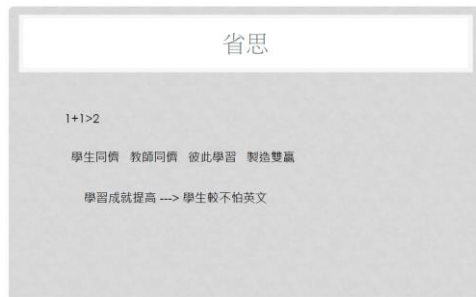 省思
1+1>2
學生同儕 教師同儕 彼此學習 製造雙贏
學習成就提高 ---> 學生較不怕英文